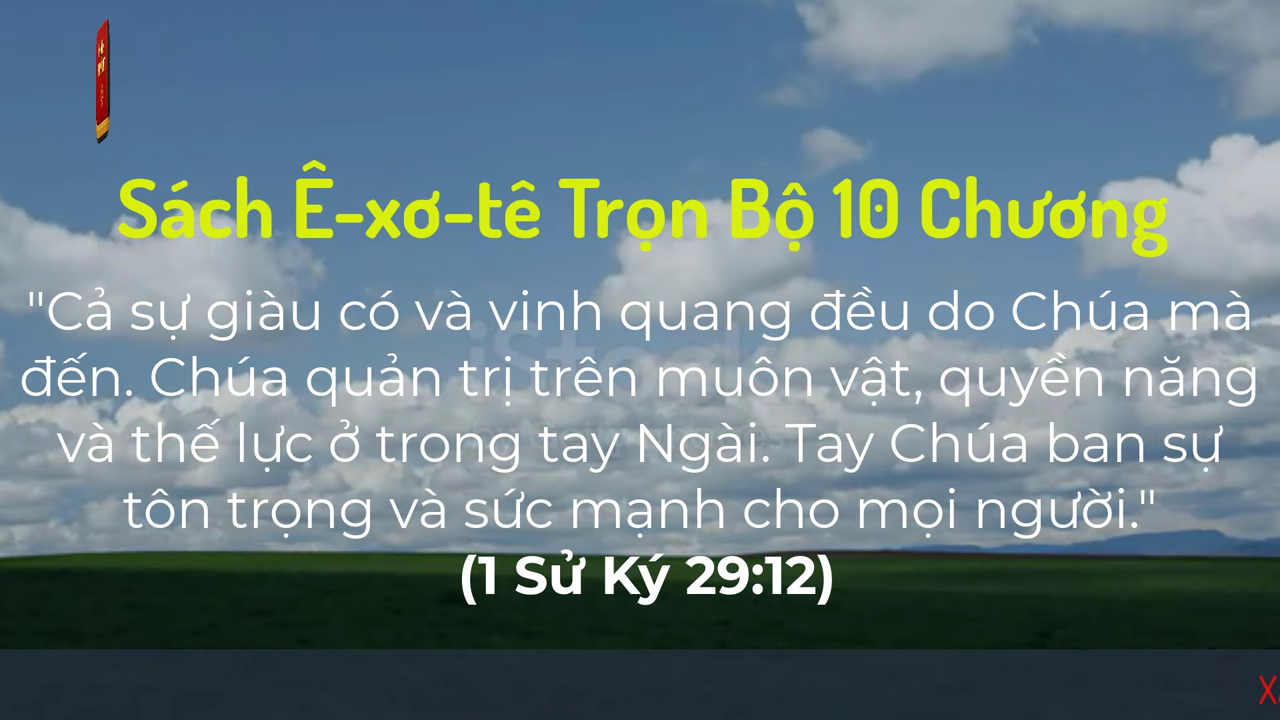 Sách Ê-xơ-tê Trọn Bộ 10 Chương
"Cả sự giàu có và vinh quang đều do Chúa mà
đến. Chúa quản trị trên muôn vật, quyền năng
và thế lực ở trong tay Ngài. Tay Chúa ban sự
tôn trọng và sức mạnh cho mọi người."
(1 Sử Ký 29:12)
iStock